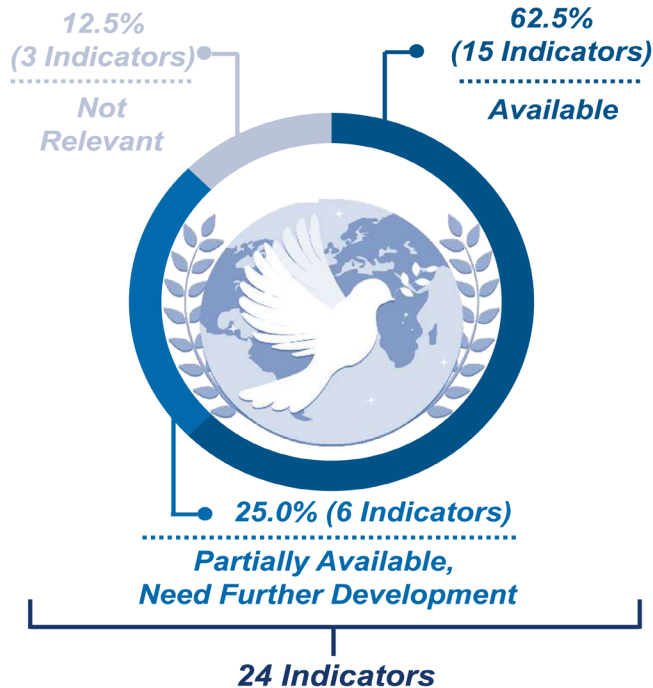 12.5%
(3 Indicators)
Not
Relevant
62.5%
(15 Indicators)
Available
25.0% (6 Indicators)
Partially Available,
Need Further Development
24 Indicators